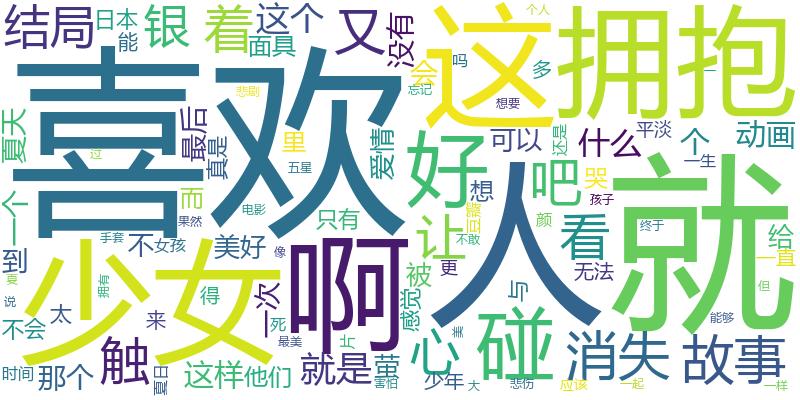 结局
日本
能
银
着
这个
面具
又
没有
会
吗
个人
多
想要
这
拥抱
一
喜欢
悲剧
忘记
夏天
最后
真是
里
五星
爱情
好
可以
什么
还是
平淡
个
动画
一生
过
而
果然
电影
只有
想
豆瓣
吧
哭
孩子
人
就
一个
手套
不
女孩
美好
像
让
不敢
看
颜
终于
给
到
夏
说
少女
拥有
得
一次
啊
被
更
感觉
与
无法
一直
但
不会
太
来
死
最美
片
心
美
碰
消失
能够
故事
时间
那个
触
夏日
这样
他们
就是
萤
害怕
少年
大
悲伤
应该
一起
一样